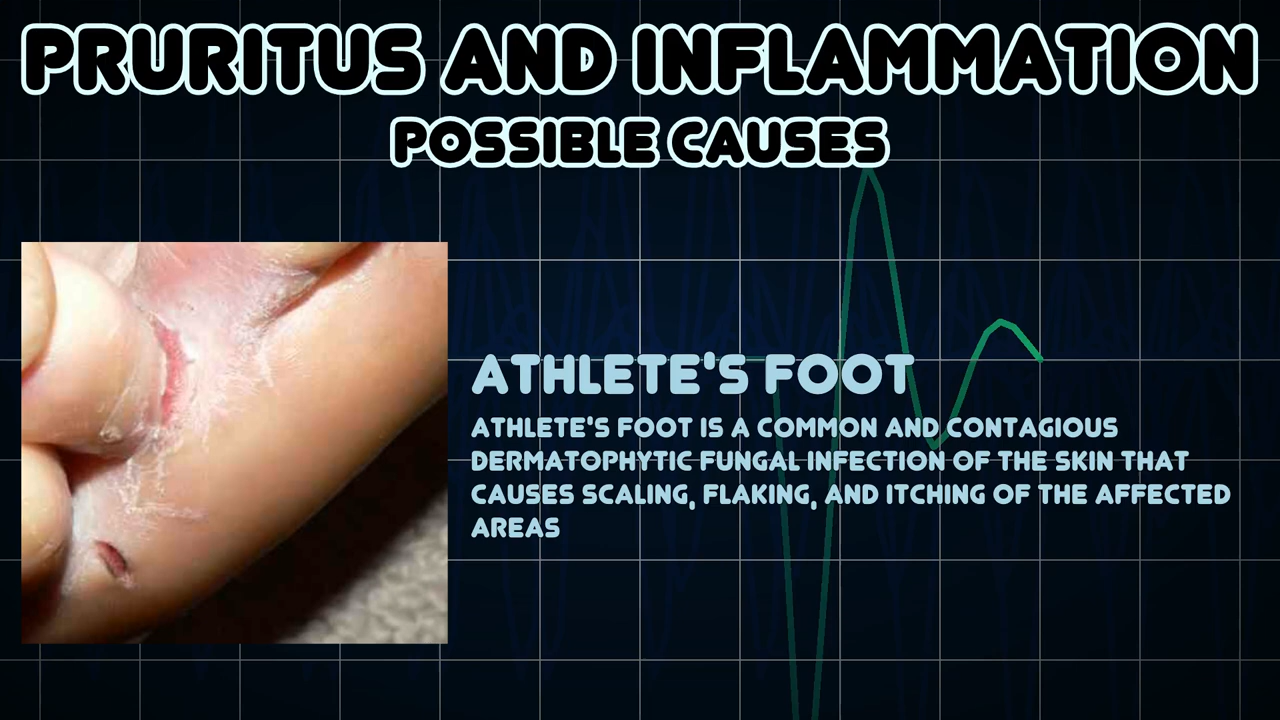 PRURITUS AND INFLAMMATION
POSSIBLE CAUSES
ATHLETE'S FOOT
ATHLETE'S FOOT IS A COMMON AND CONTAGIOUS
DERMATOPHYTIC FUNGAL INFECTION OF THE SKIN THAT
CAUSES SCALING, FLAKING, AND ITCHING OF THE AFFECTED
AREAS